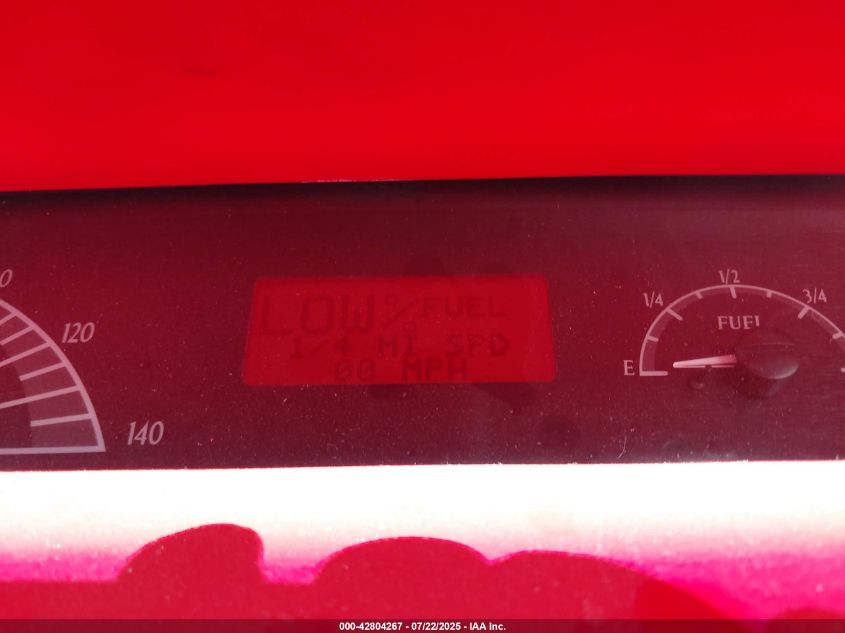 0
120
140
LOW % FUEL
1/4 MI SPD
00 MPH
E
1/4
1/2
3/4
FUEL
000-42804267 - 07/22/2025 - IAA Inc.